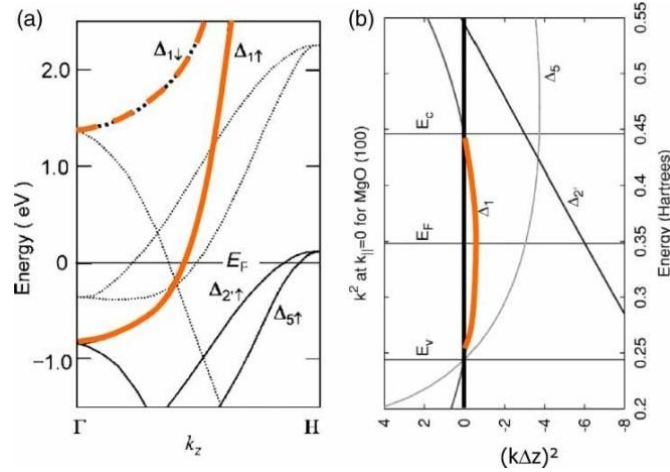 (a)
Energy ( eV )
2.0
1.0
0
−1.0
Δ1↓
Δ1↑
EF
Δ2'↑
Δ5↑
Γ
kz
H
(b)
k² at k||=0 for MgO (100)
Ec
EF
Ev
Δ1
Δ5
Δ2'
0.55
0.5
0.45
0.4
0.35
0.3
0.25
0.2
Energy (Hartrees)
4
2
0
-2
-4
-6
-8
(kΔz)²